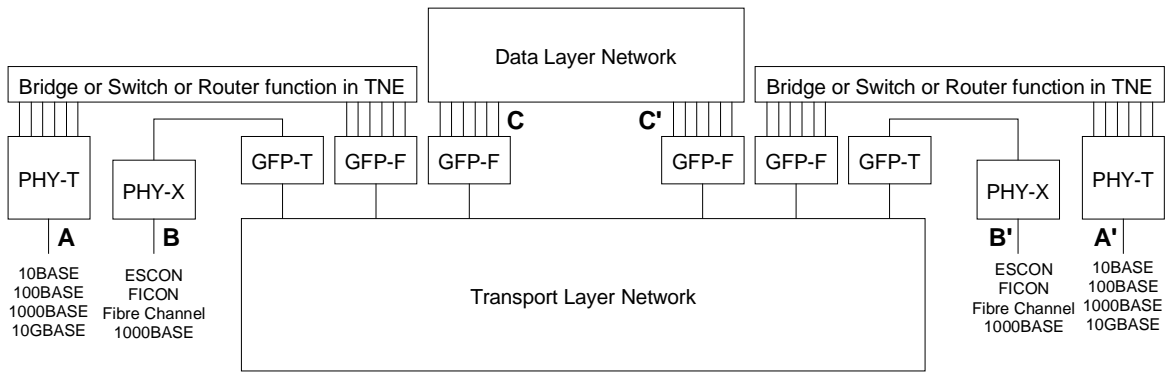 Data Layer Network
Bridge or Switch or Router function in TNE
Bridge or Switch or Router function in TNE
C
C'
PHY-T
PHY-X
GFP-T
GFP-F
GFP-F
GFP-F
GFP-F
GFP-T
PHY-X
PHY-T
A
B
B'
A'
10BASE
100BASE
1000BASE
10GBASE
ESCON
FICON
Fibre Channel
1000BASE
Transport Layer Network
ESCON
FICON
Fibre Channel
1000BASE
10BASE
100BASE
1000BASE
10GBASE